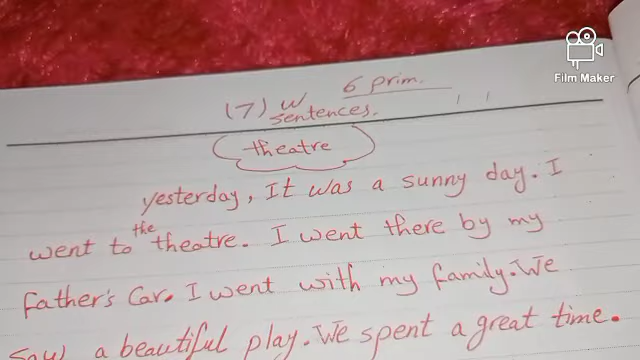 Film Maker
6 prim.
(7) w
sentences.
theatre
yesterday, It was a sunny day. I
went to the theatre. I went there by my
father's Car. I went with my family. We
Saw a beautiful play. We spent a great time.